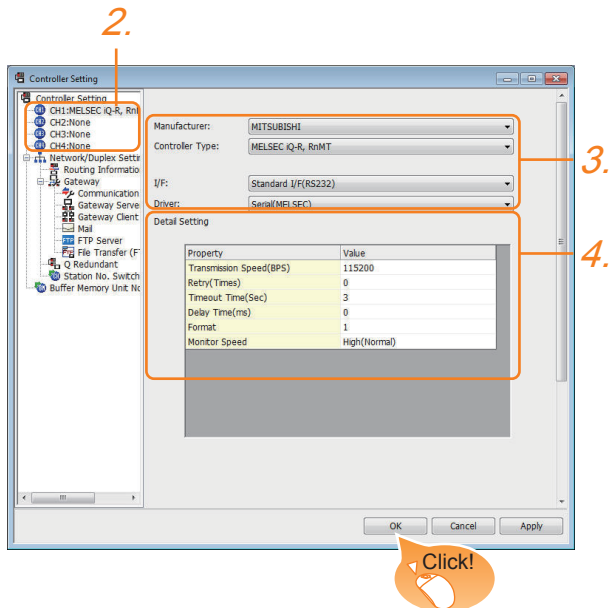 2.
Controller Setting
Controller Setting
CH1:MELSEC iQ-R, Rn
CH2:None
CH3:None
CH4:None
Network/Duplex Settin
Routing Informatio
Gateway
Communication
Gateway Serve
Gateway Client
Mail
FTP Server
File Transfer (F
Q Redundant
Station No. Switch
Buffer Memory Unit No
Manufacturer: MITSUBISHI
Controller Type: MELSEC iQ-R, RnMT
I/F: Standard I/F(RS232)
Driver: Serial(MELSEC)
3.
Detail Setting
4.
Property Value
Transmission Speed(BPS) 115200
Retry(Times) 0
Timeout Time(Sec) 3
Delay Time(ms) 0
Format 1
Monitor Speed High(Normal)
OK Cancel Apply
Click!